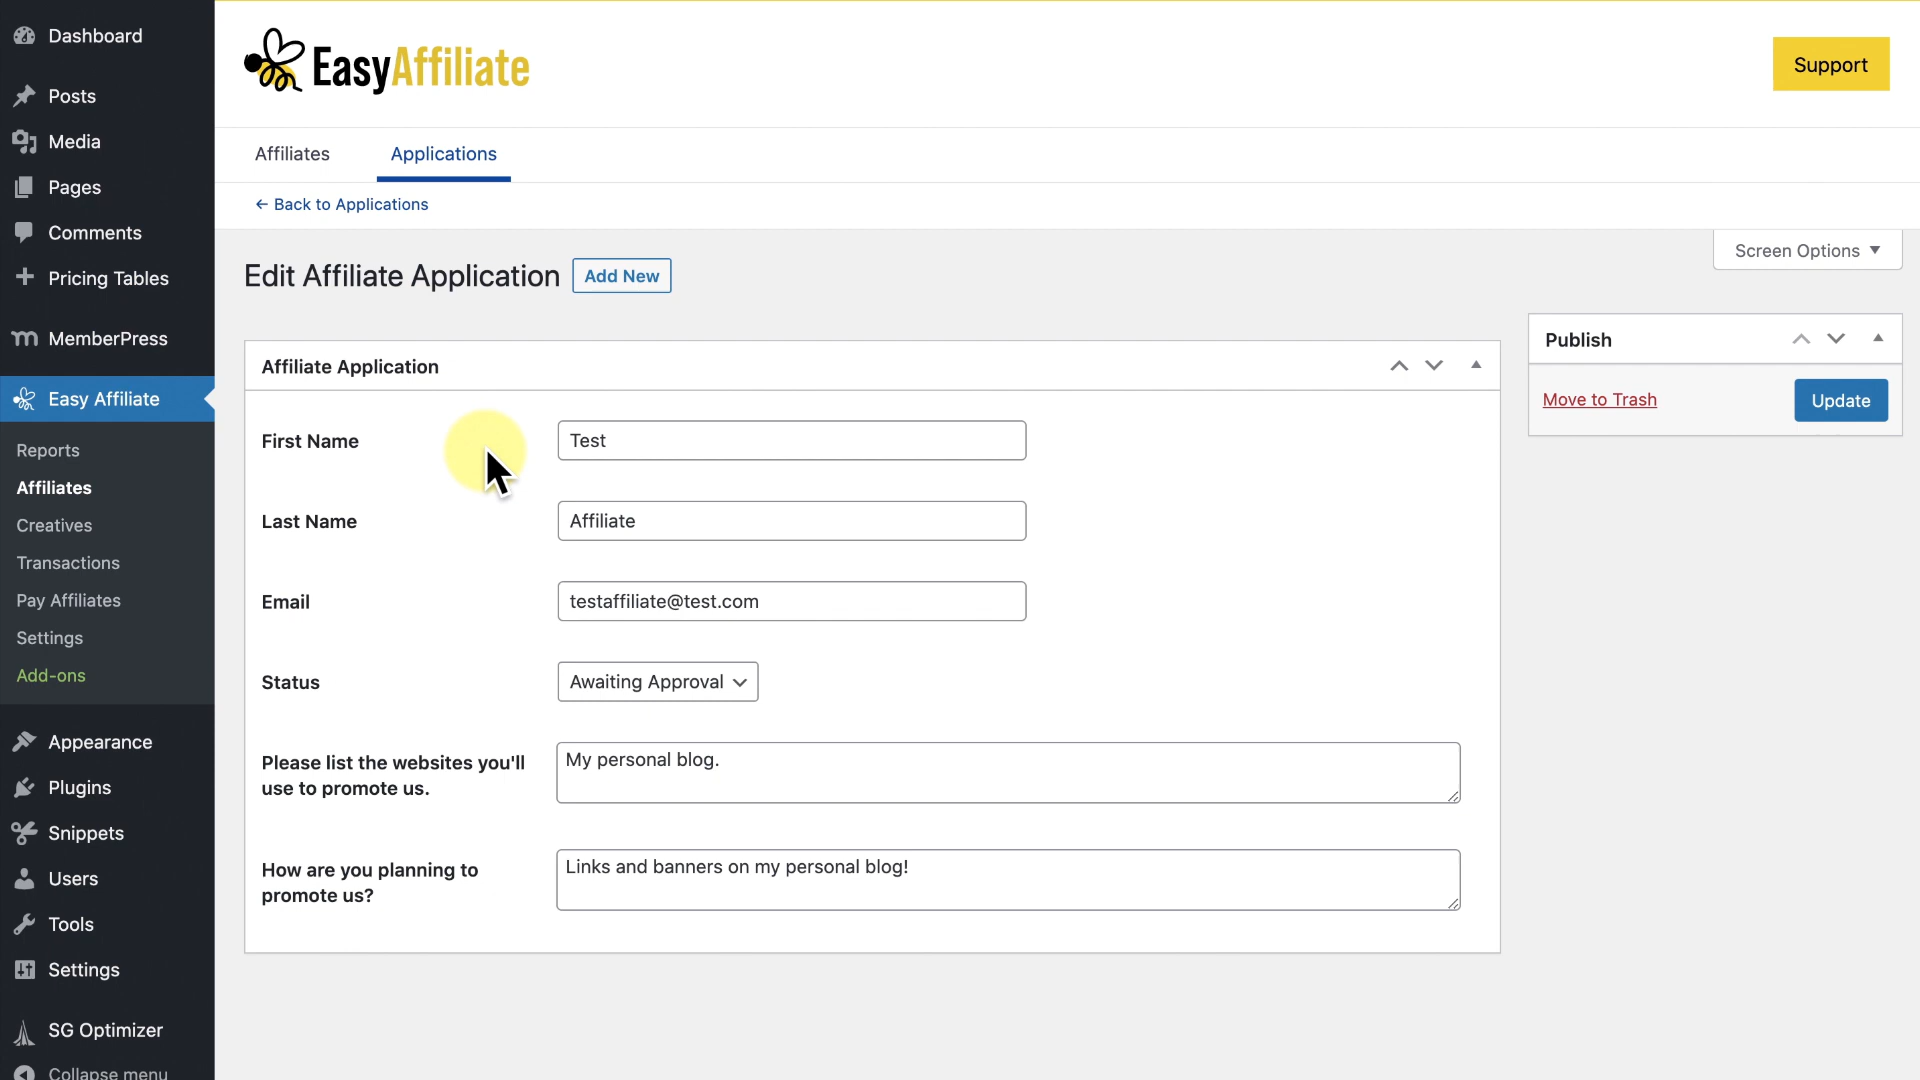 Dashboard
Posts
Media
Pages
Comments
Pricing Tables
MemberPress
Easy Affiliate
Reports
Affiliates
Creatives
Transactions
Pay Affiliates
Settings
Add-ons
Appearance
Plugins
Snippets
Users
Tools
Settings
SG Optimizer
Collapse menu
EasyAffiliate
Support
Affiliates
Applications
← Back to Applications
Screen Options
Edit Affiliate Application
Add New
Affiliate Application
First Name
Test
Last Name
Affiliate
Email
testaffiliate@test.com
Status
Awaiting Approval
Please list the websites you'll
use to promote us.
My personal blog.
How are you planning to
promote us?
Links and banners on my personal blog!
Publish
Move to Trash
Update